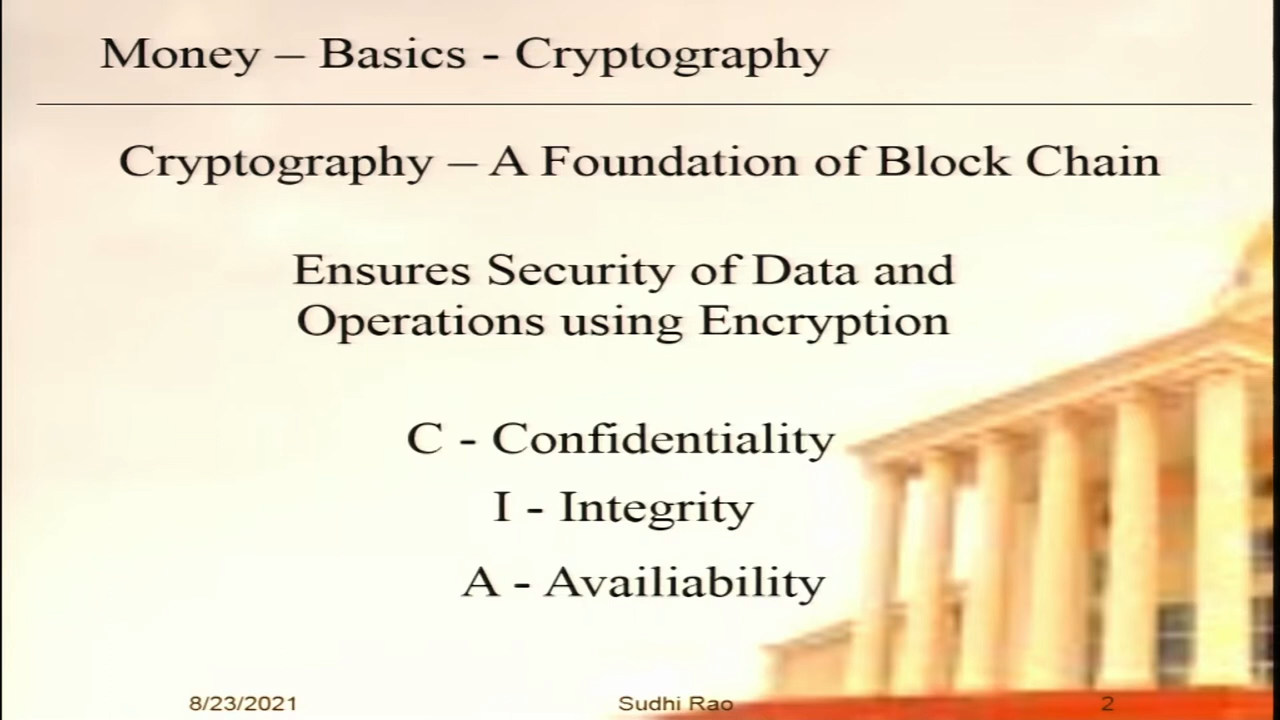 Money – Basics - Cryptography
Cryptography – A Foundation of Block Chain
Ensures Security of Data and
Operations using Encryption
C - Confidentiality
I - Integrity
A - Availiability
8/23/2021 Sudhi Rao 2